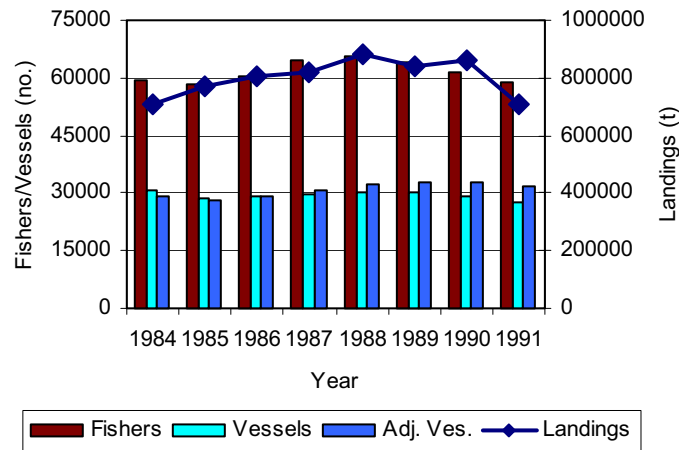 75000 1000000
60000 800000
45000 600000
30000 400000
15000 200000
0 0
Fishers/Vessels (no.)
Landings (t)
1984 1985 1986 1987 1988 1989 1990 1991
Year
Fishers Vessels Adj. Ves. Landings